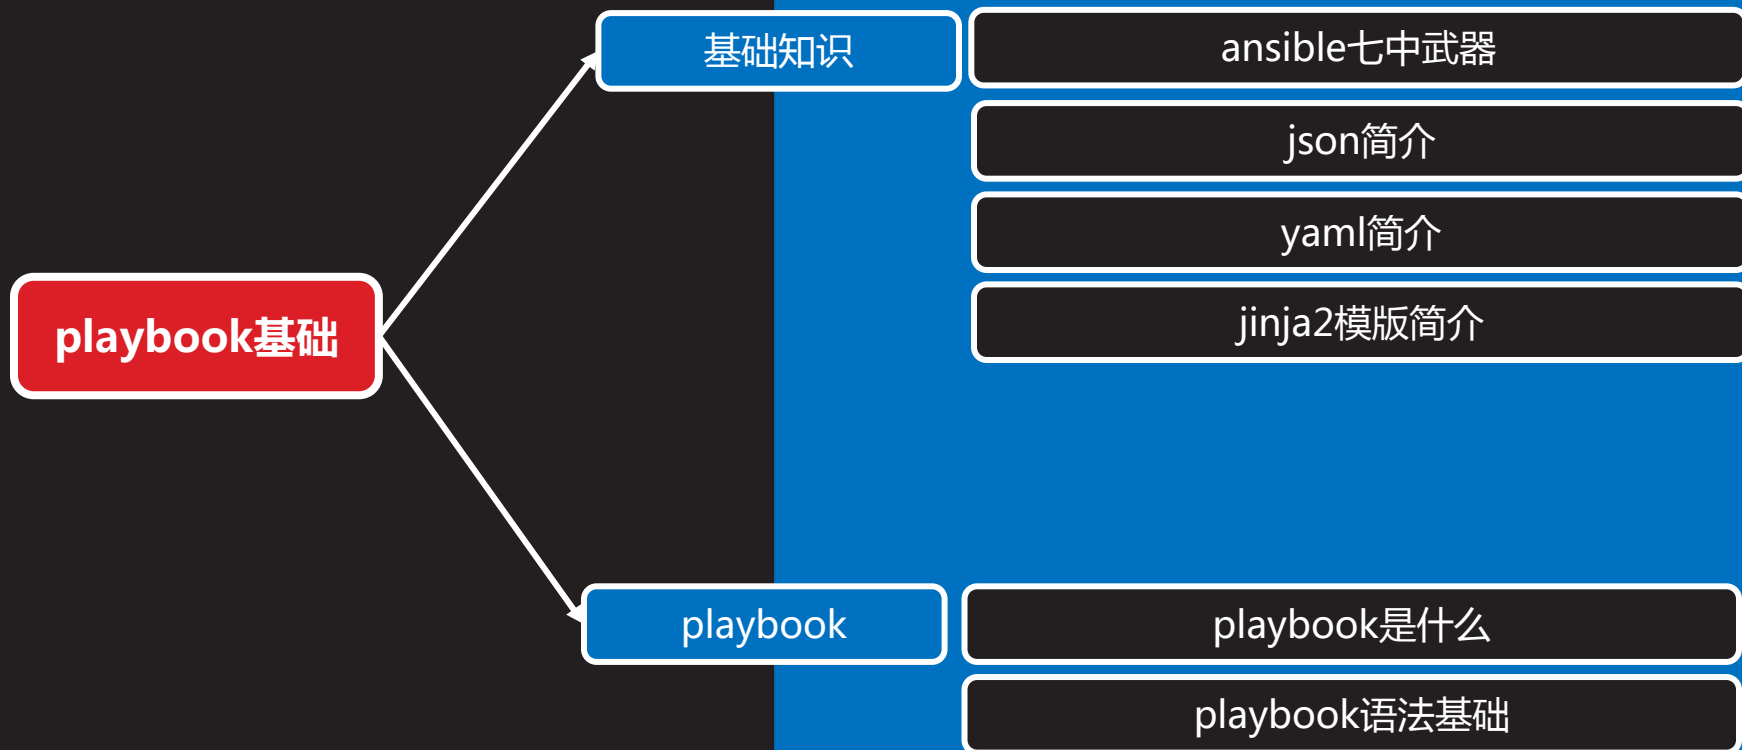 基础知识
ansible七中武器
json简介
yaml简介
jinja2模版简介
playbook基础
playbook
playbook是什么
playbook语法基础